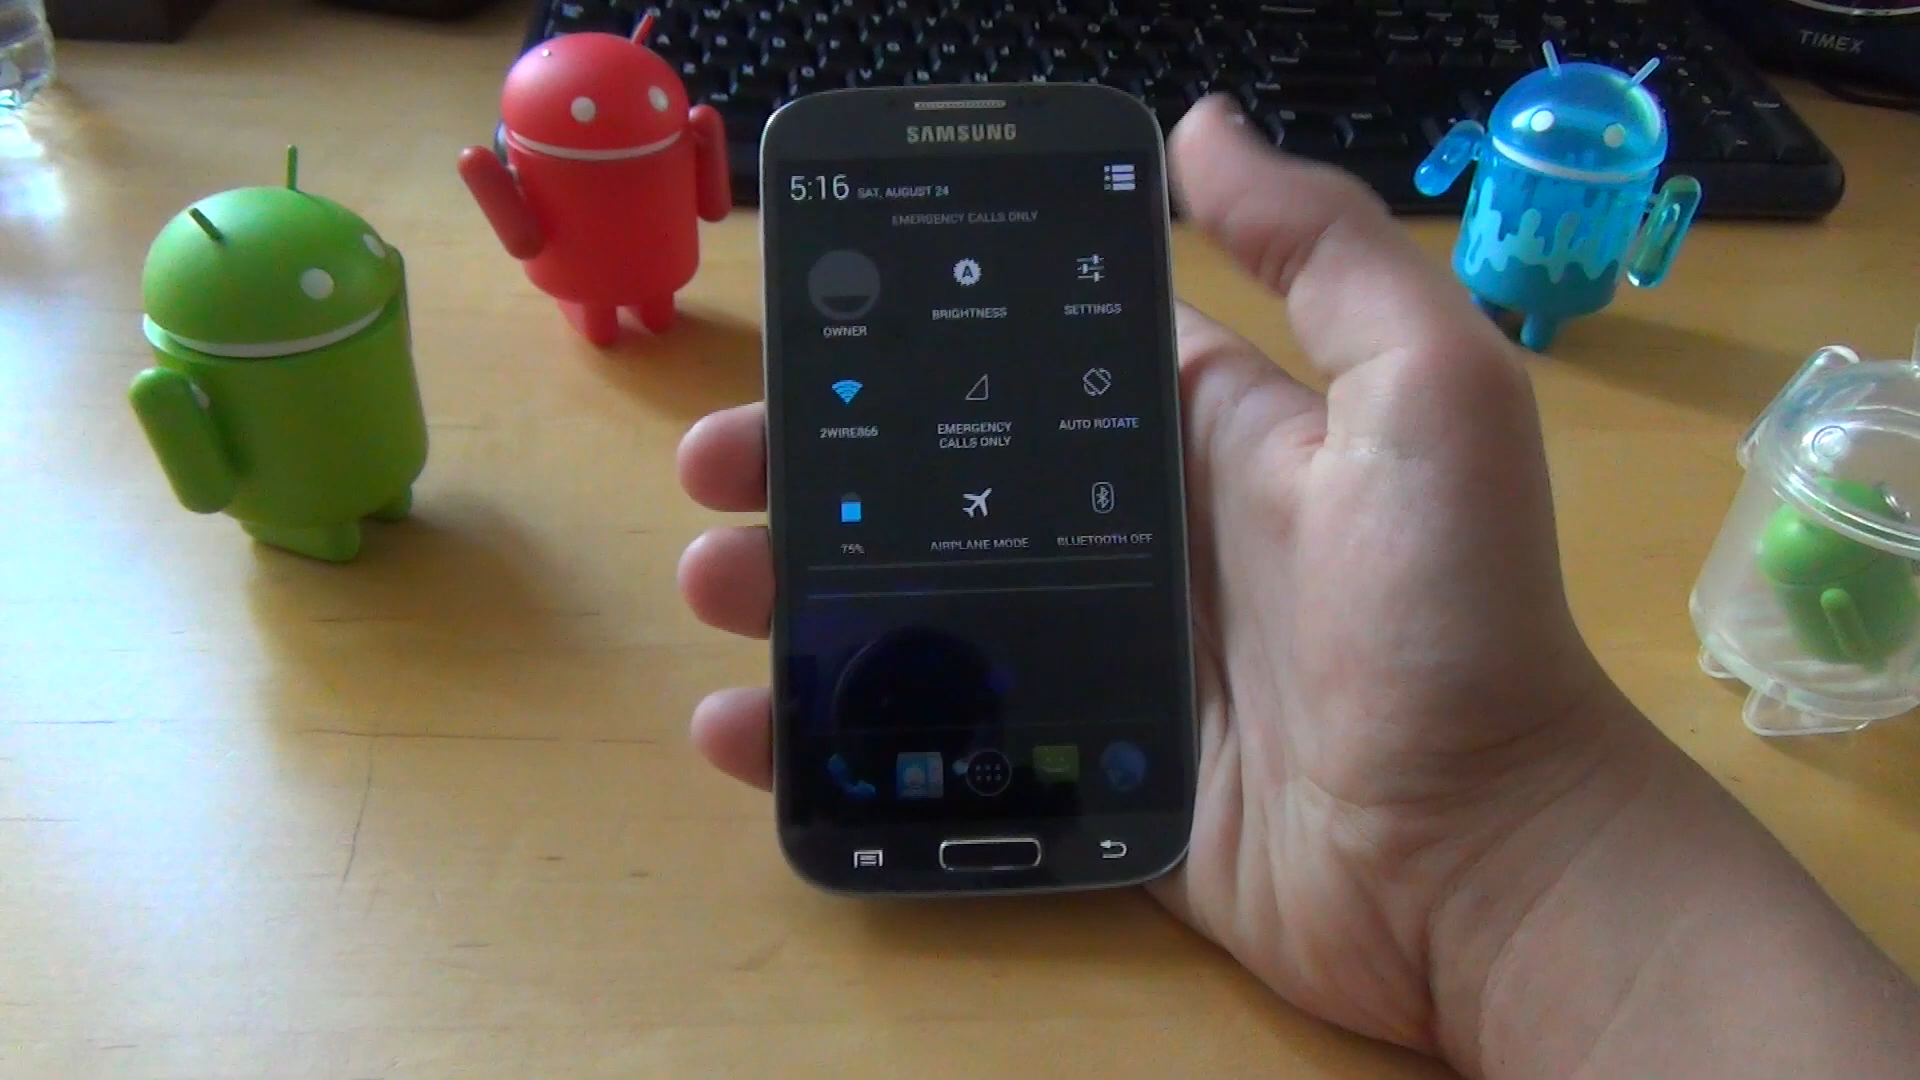 TIMEX
SAMSUNG
5:16 SAT, AUGUST 24
EMERGENCY CALLS ONLY
OWNER
BRIGHTNESS
SETTINGS
2WIRE866
EMERGENCY
CALLS ONLY
AUTO ROTATE
75%
AIRPLANE MODE
BLUETOOTH OFF